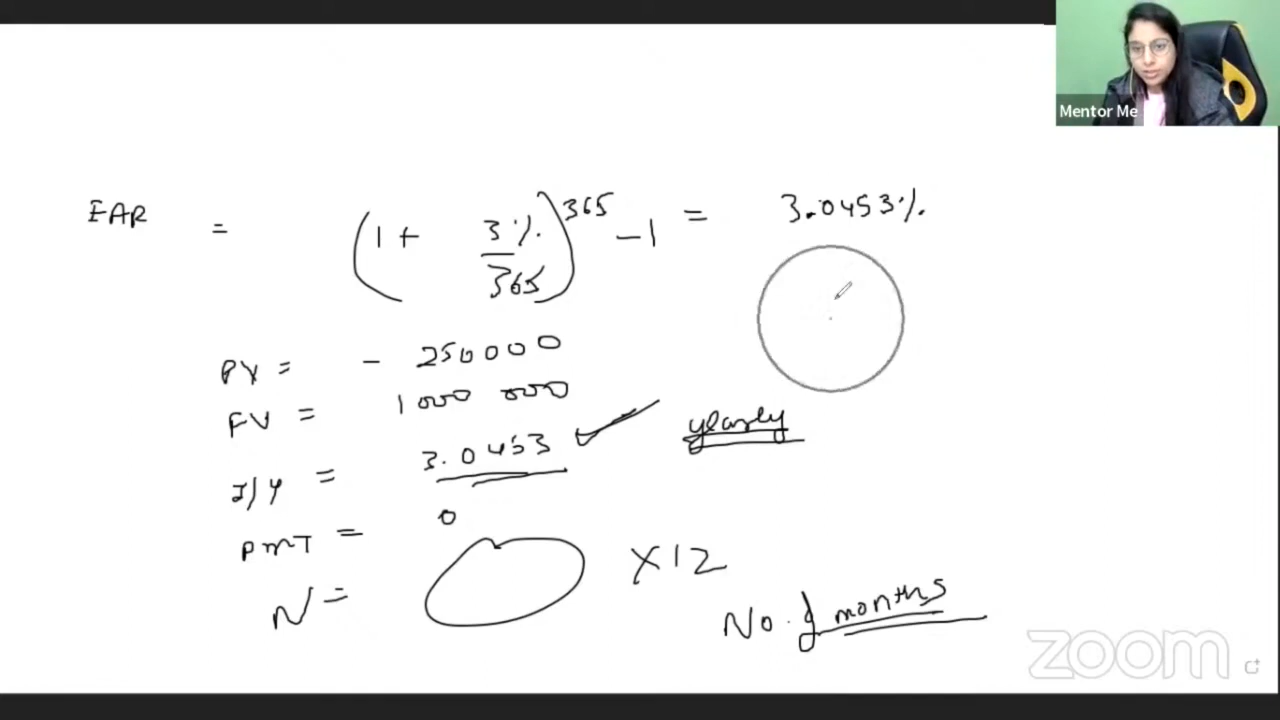 Mentor Me
EAR = (1 + 3% / 365)^365 - 1 = 3.0453%
PV = - 250000
FV = 1000 000
I/Y = 3.0453 ✓ yearly
PMT = 0
N = X12
No. of months
zoom